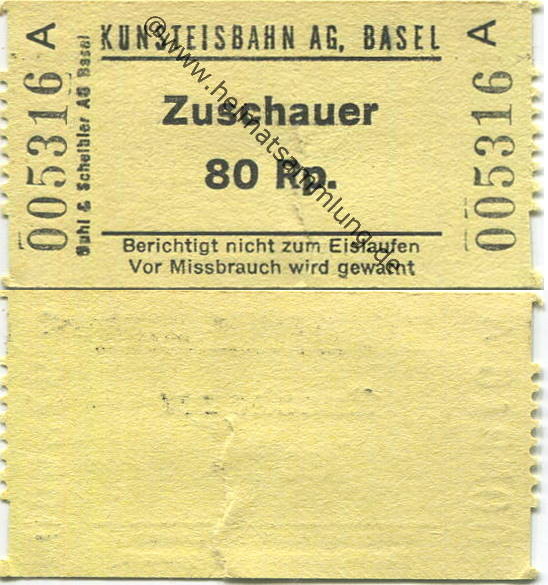 005316 A
Ruhl & Scheibler AG Basel
KUNSTEISBAHN AG, BASEL
Zuschauer
80 Rp.
Berichtigt nicht zum Eislaufen
Vor Missbrauch wird gewarnt
005316 A
©www.heimatsammlung.de